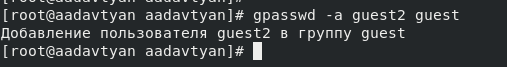 [root@aadavtyan aadavtyan]# gpasswd -a guest2 guest
Добавление пользователя guest2 в группу guest
[root@aadavtyan aadavtyan]#